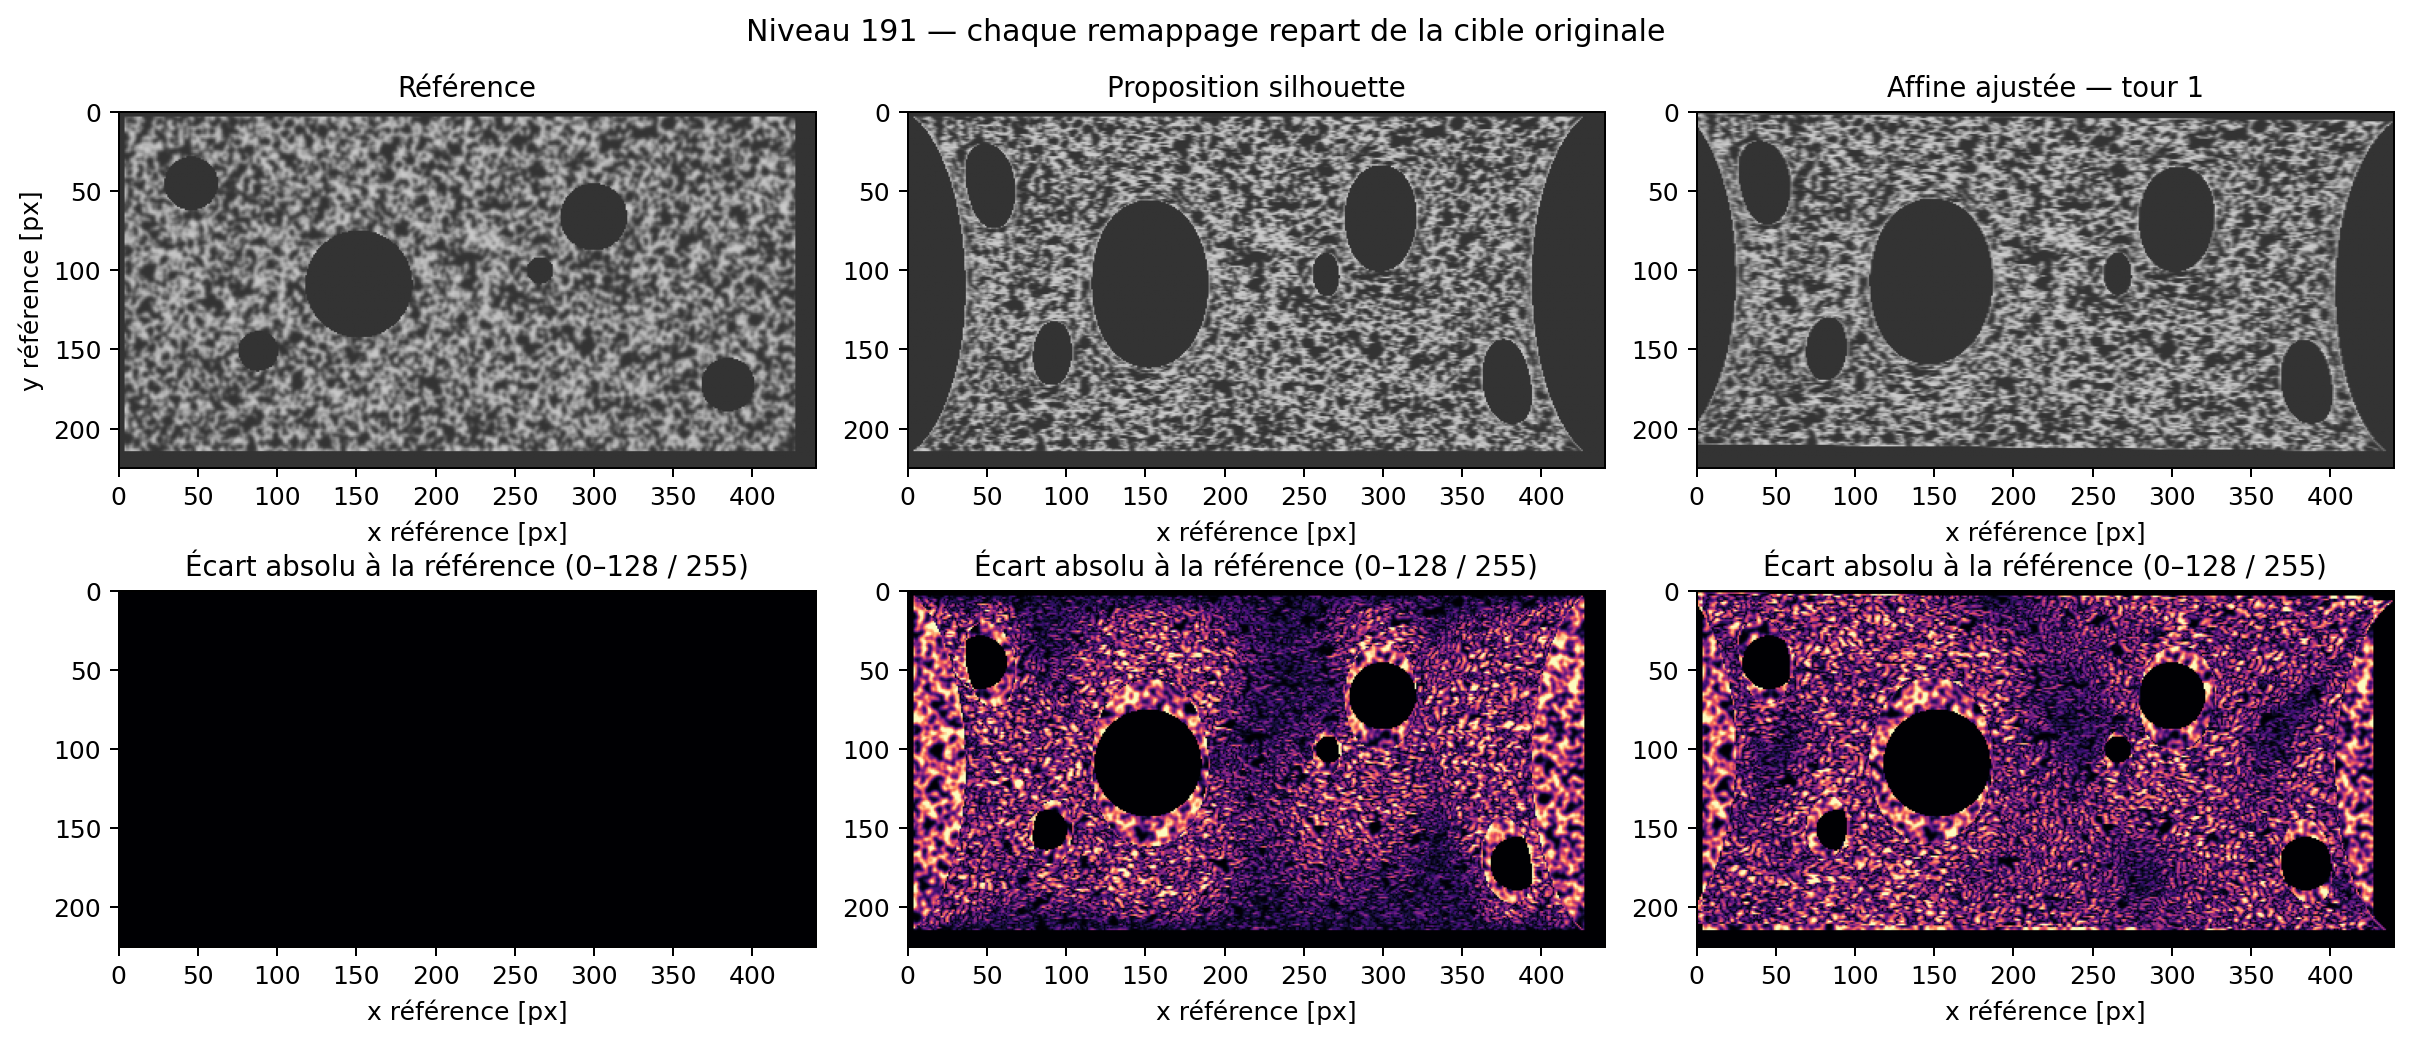 Niveau 191 — chaque remappage repart de la cible originale
Référence
Proposition silhouette
Affine ajustée — tour 1
0
50
100
150
200
y référence [px]
0 50 100 150 200 250 300 350 400
x référence [px]
0
50
100
150
200
0 50 100 150 200 250 300 350 400
x référence [px]
0
50
100
150
200
0 50 100 150 200 250 300 350 400
x référence [px]
Écart absolu à la référence (0–128 / 255)
Écart absolu à la référence (0–128 / 255)
Écart absolu à la référence (0–128 / 255)
0
50
100
150
200
0 50 100 150 200 250 300 350 400
x référence [px]
0
50
100
150
200
0 50 100 150 200 250 300 350 400
x référence [px]
0
50
100
150
200
0 50 100 150 200 250 300 350 400
x référence [px]